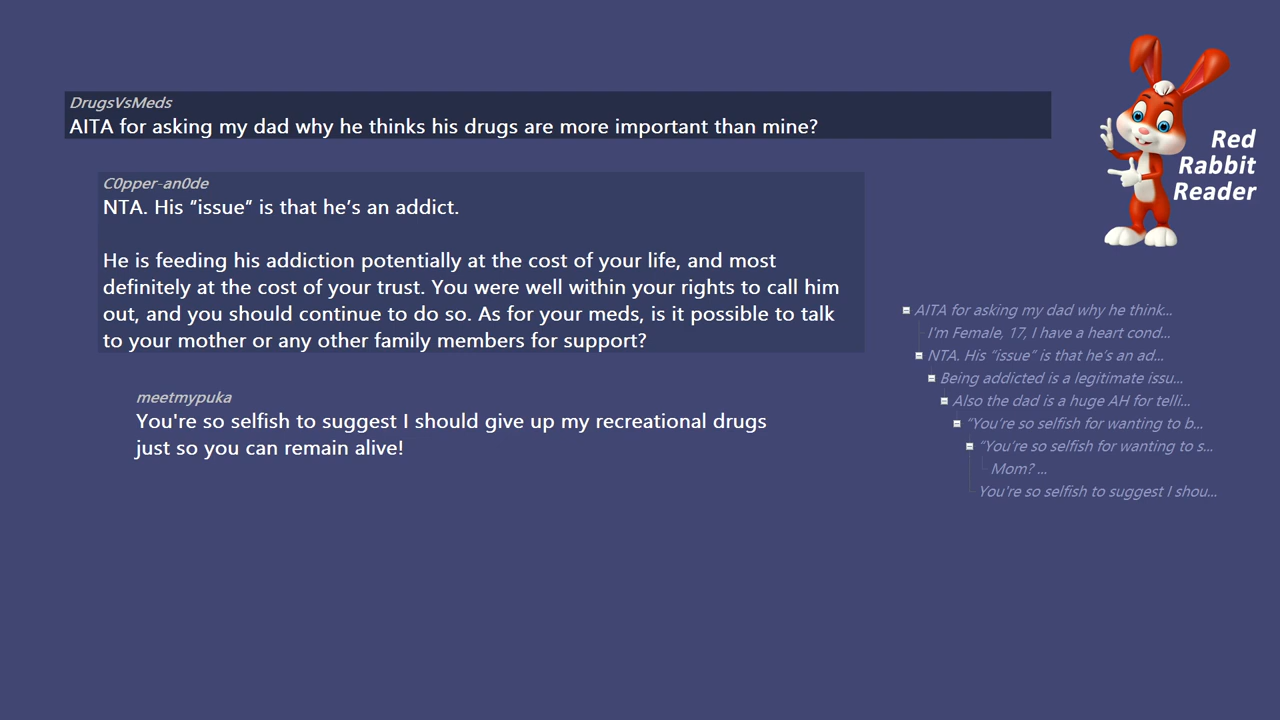 DrugsVsMeds
AITA for asking my dad why he thinks his drugs are more important than mine?
C0pper-an0de
NTA. His “issue” is that he’s an addict.
He is feeding his addiction potentially at the cost of your life, and most
definitely at the cost of your trust. You were well within your rights to call him
out, and you should continue to do so. As for your meds, is it possible to talk
to your mother or any other family members for support?
meetmypuka
You're so selfish to suggest I should give up my recreational drugs
just so you can remain alive!
Red
Rabbit
Reader
AITA for asking my dad why he think...
I'm Female, 17, I have a heart cond...
NTA. His “issue” is that he’s an ad...
Being addicted is a legitimate issu...
Also the dad is a huge AH for telli...
“You’re so selfish for wanting to b...
“You’re so selfish for wanting to s...
Mom? ...
You're so selfish to suggest I shou...